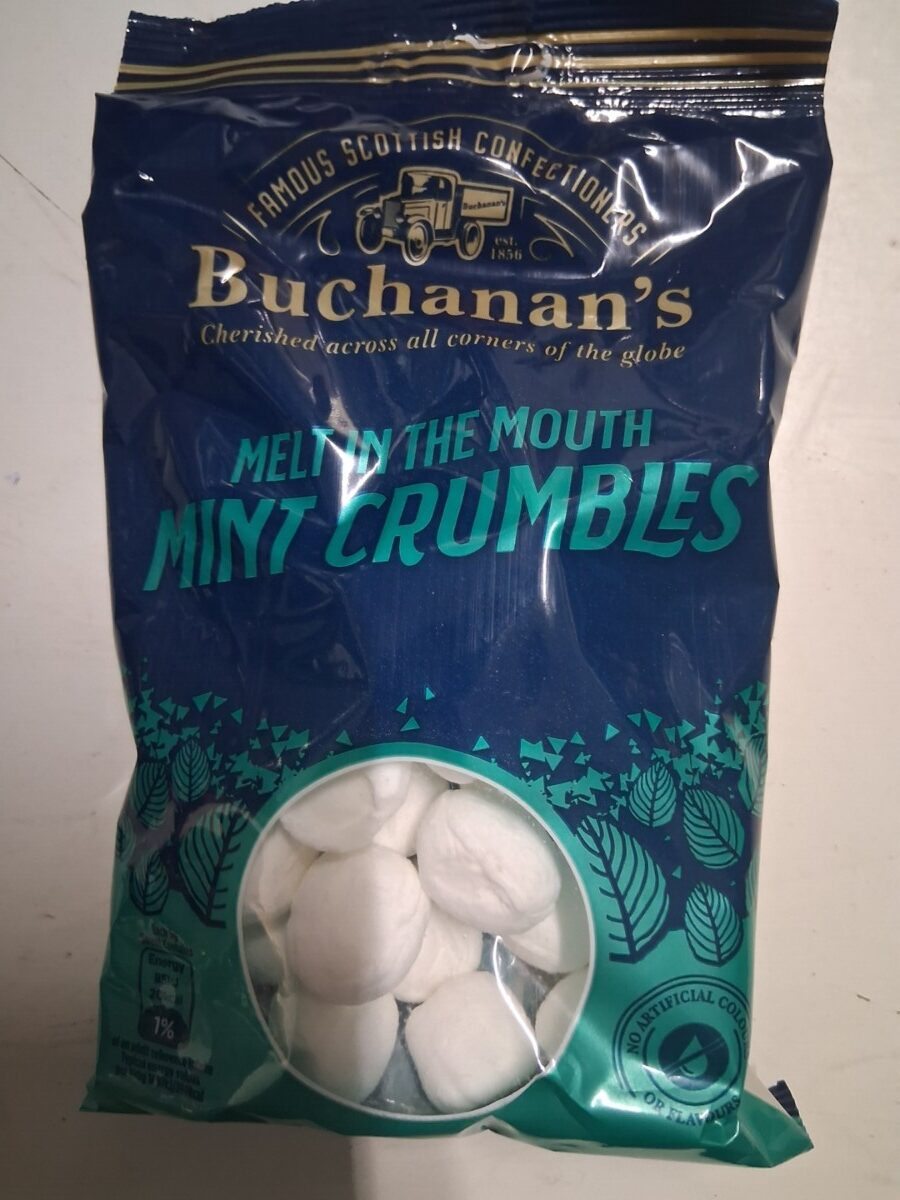 FAMOUS SCOTTISH CONFECTIONERS
Buchanan's
est.
1856
Buchanan's
Cherished across all corners of the globe
MELT IN THE MOUTH
MINT CRUMBLES
Energy
1%
NO ARTIFICIAL COLOU
OR FLAVOURS